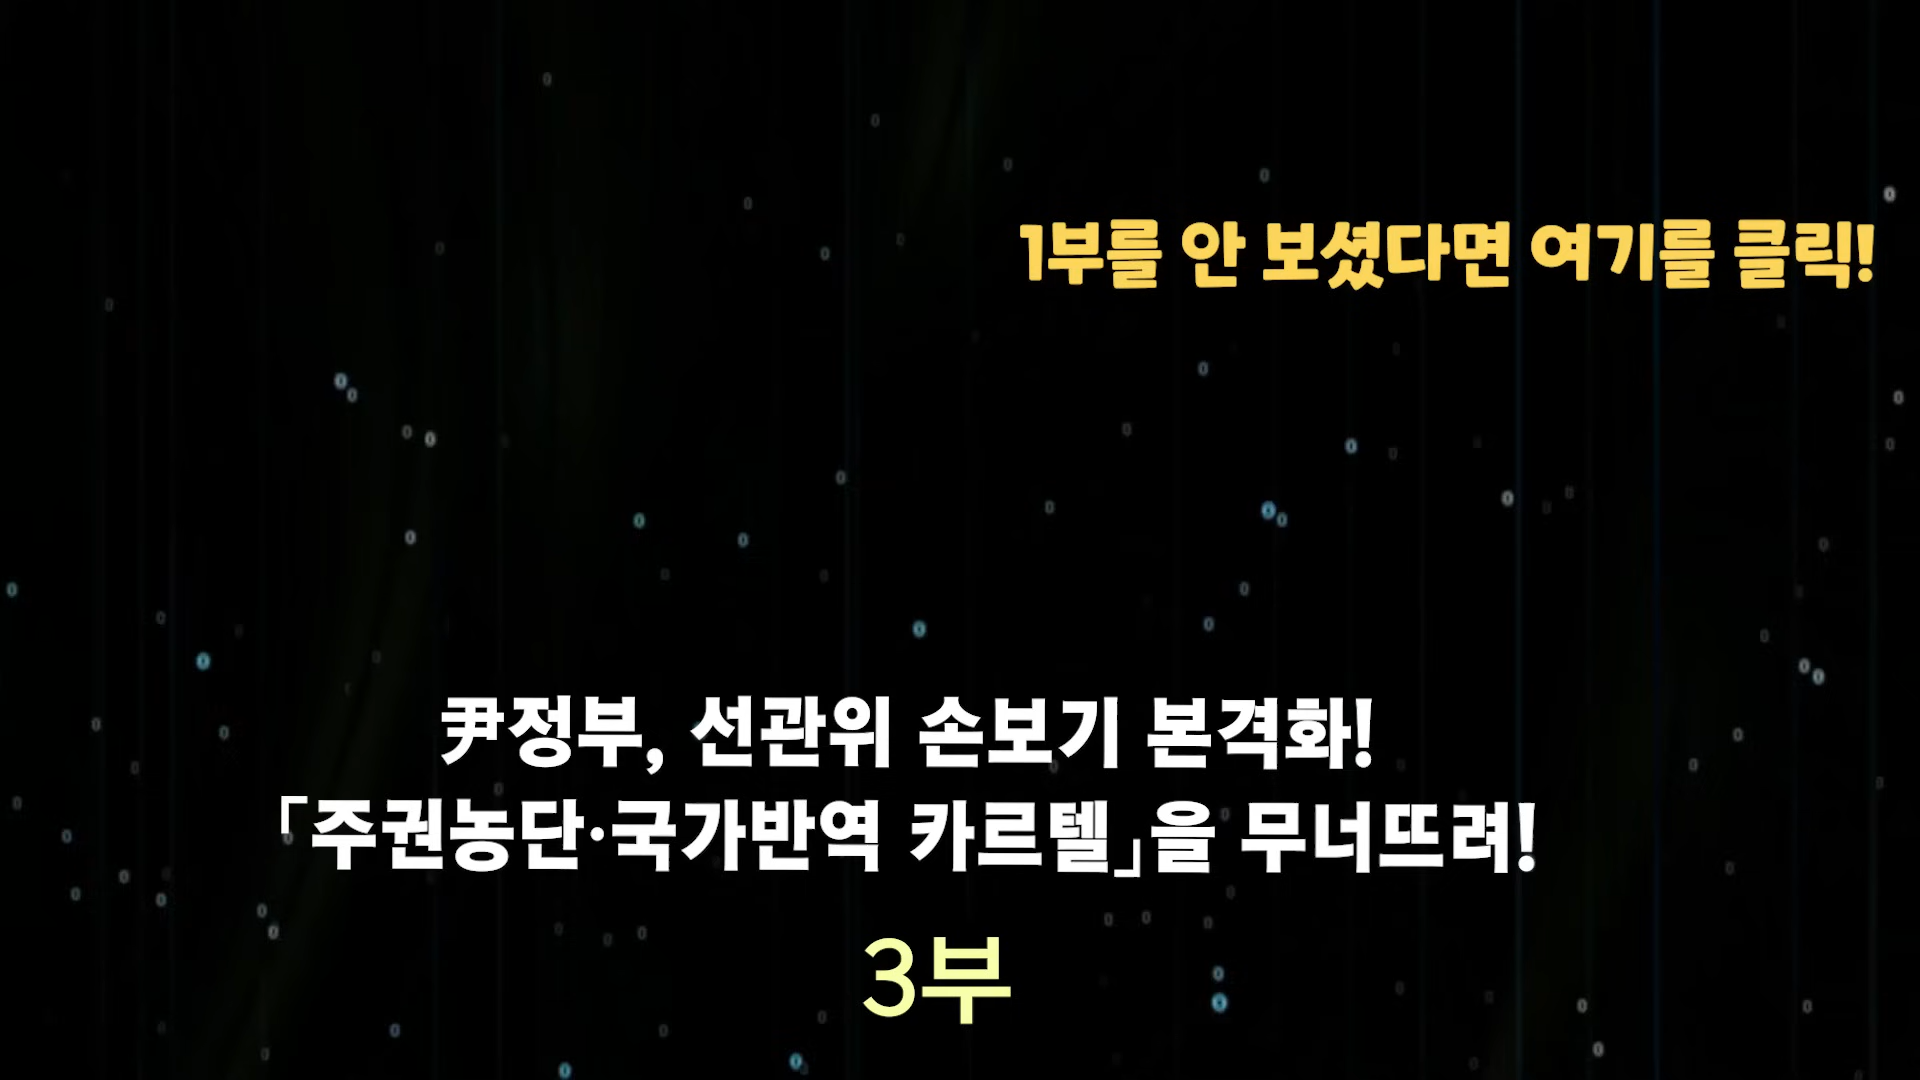 1부를 안 보셨다면 여기를 클릭!
尹정부, 선관위 손보기 본격화!
「주권농단·국가반역 카르텔」을 무너뜨려!
3부